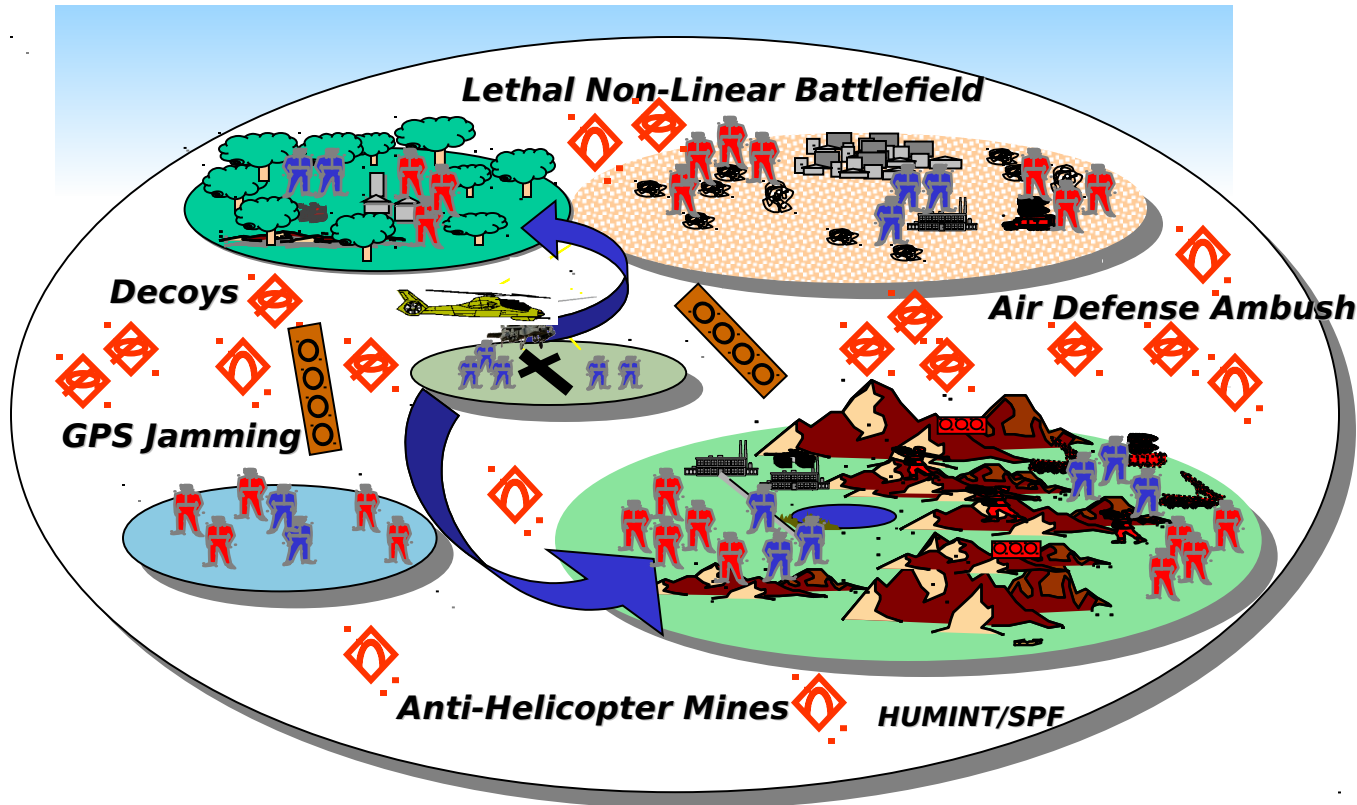 Lethal Non-Linear Battlefield
Decoys
Air Defense Ambush
GPS Jamming
Anti-Helicopter Mines
HUMINT/SPF